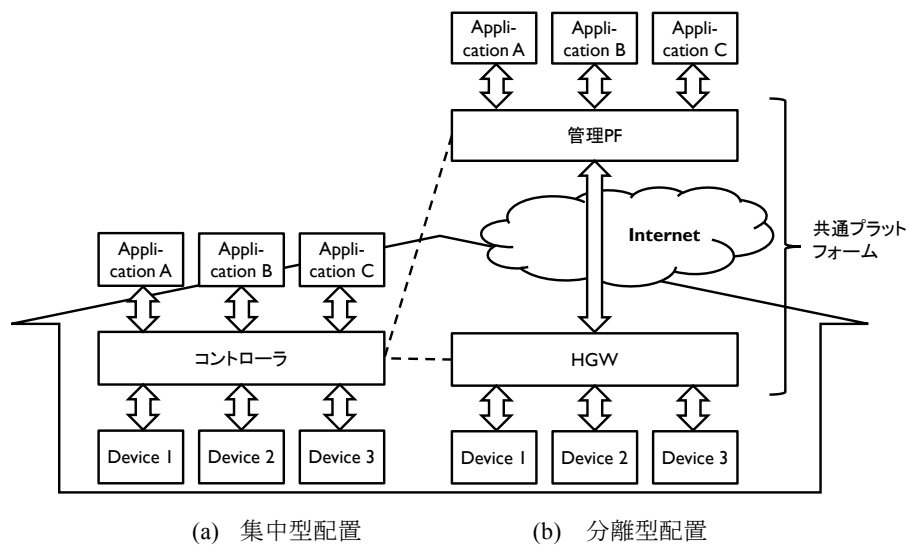 Appli-
cation A
Appli-
cation B
Appli-
cation C
管理PF
Internet
共通プラット
フォーム
Appli-
cation A
Appli-
cation B
Appli-
cation C
コントローラ
HGW
Device 1
Device 2
Device 3
Device 1
Device 2
Device 3
(a) 集中型配置
(b) 分離型配置